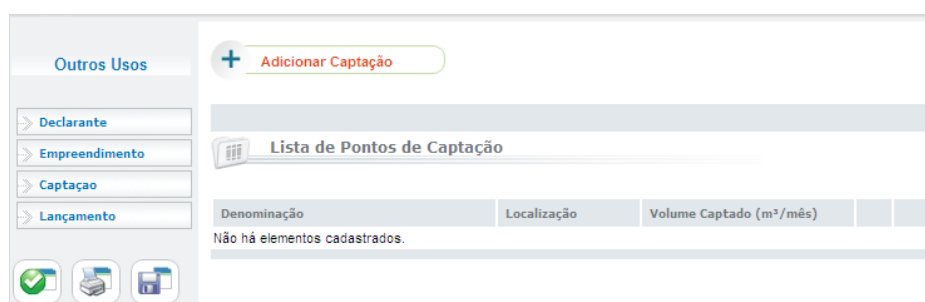 Outros Usos
Adicionar Captação
Declarante
Empreendimento
Captaçao
Lançamento
Lista de Pontos de Captação
Denominação Localização Volume Captado (m³/mês)
Não há elementos cadastrados.